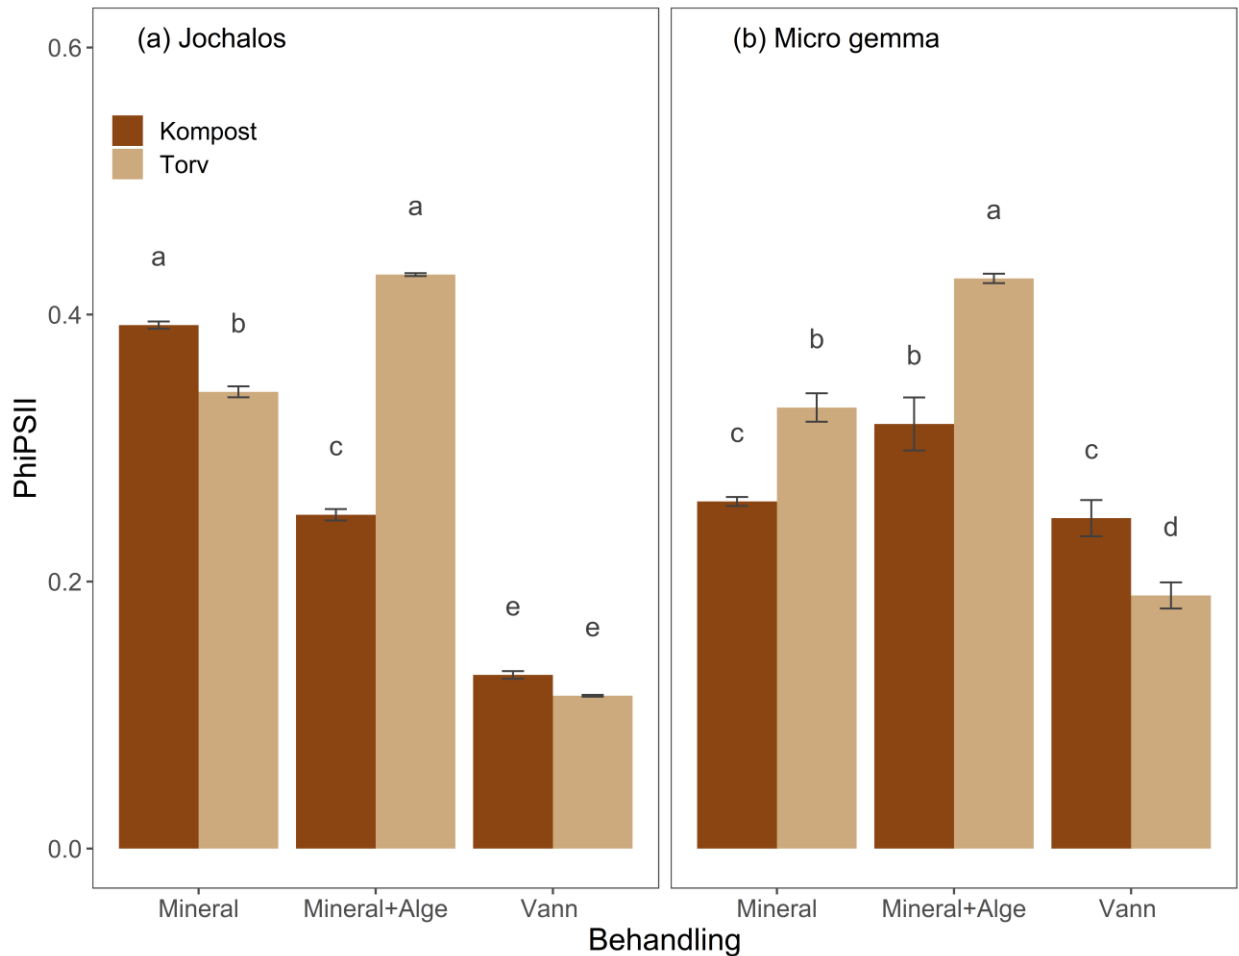 (a) Jochalos
(b) Micro gemma
Kompost
Torv
PhiPSII
0.6
0.4
0.2
0.0
a
b
c
a
e
e
c
b
b
a
c
d
Mineral
Mineral+Alge
Vann
Mineral
Mineral+Alge
Vann
Behandling